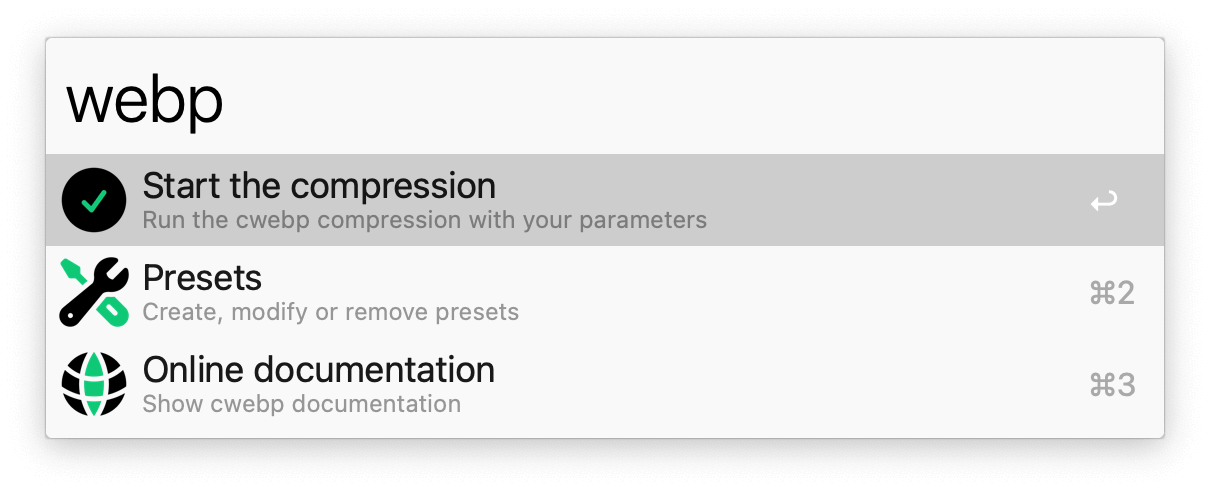 webp
Start the compression
Run the cwebp compression with your parameters
Presets
Create, modify or remove presets
⌘2
Online documentation
Show cwebp documentation
⌘3